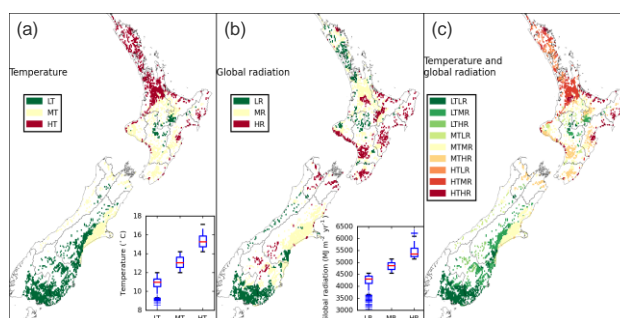 (a)
Temperature
LT
MT
HT
18
16
14
12
10
8
Temperature (°C)
LT
MT
HT
(b)
Global radiation
LR
MR
HR
6500
6000
5500
5000
4500
4000
3500
3000
Global radiation (MJ m² yr⁻¹)
LR
MR
HR
(c)
Temperature and
global radiation
LTLR
LTMR
LTHR
MTLR
MTMR
MTHR
HTLR
HTMR
HTHR